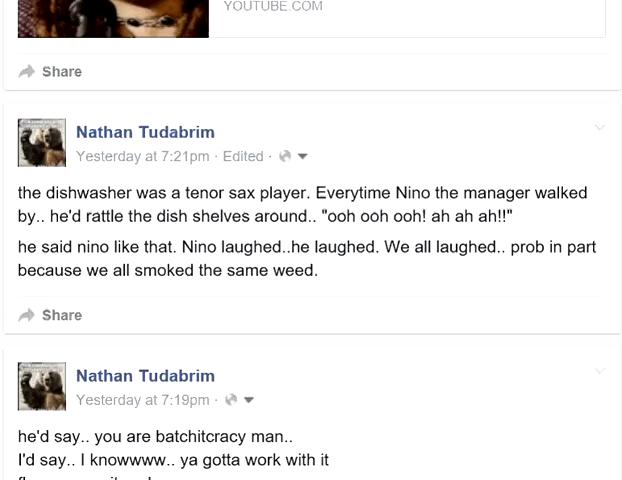 YOUTUBE.COM
Share
Nathan Tudabrim
Yesterday at 7:21pm · Edited ·
the dishwasher was a tenor sax player. Everytime Nino the manager walked
by.. he'd rattle the dish shelves around.. "ooh ooh ooh! ah ah ah!!"
he said nino like that. Nino laughed..he laughed. We all laughed.. prob in part
because we all smoked the same weed.
Share
Nathan Tudabrim
Yesterday at 7:19pm ·
he'd say.. you are batchitcracy man..
I'd say.. I knowwww.. ya gotta work with it